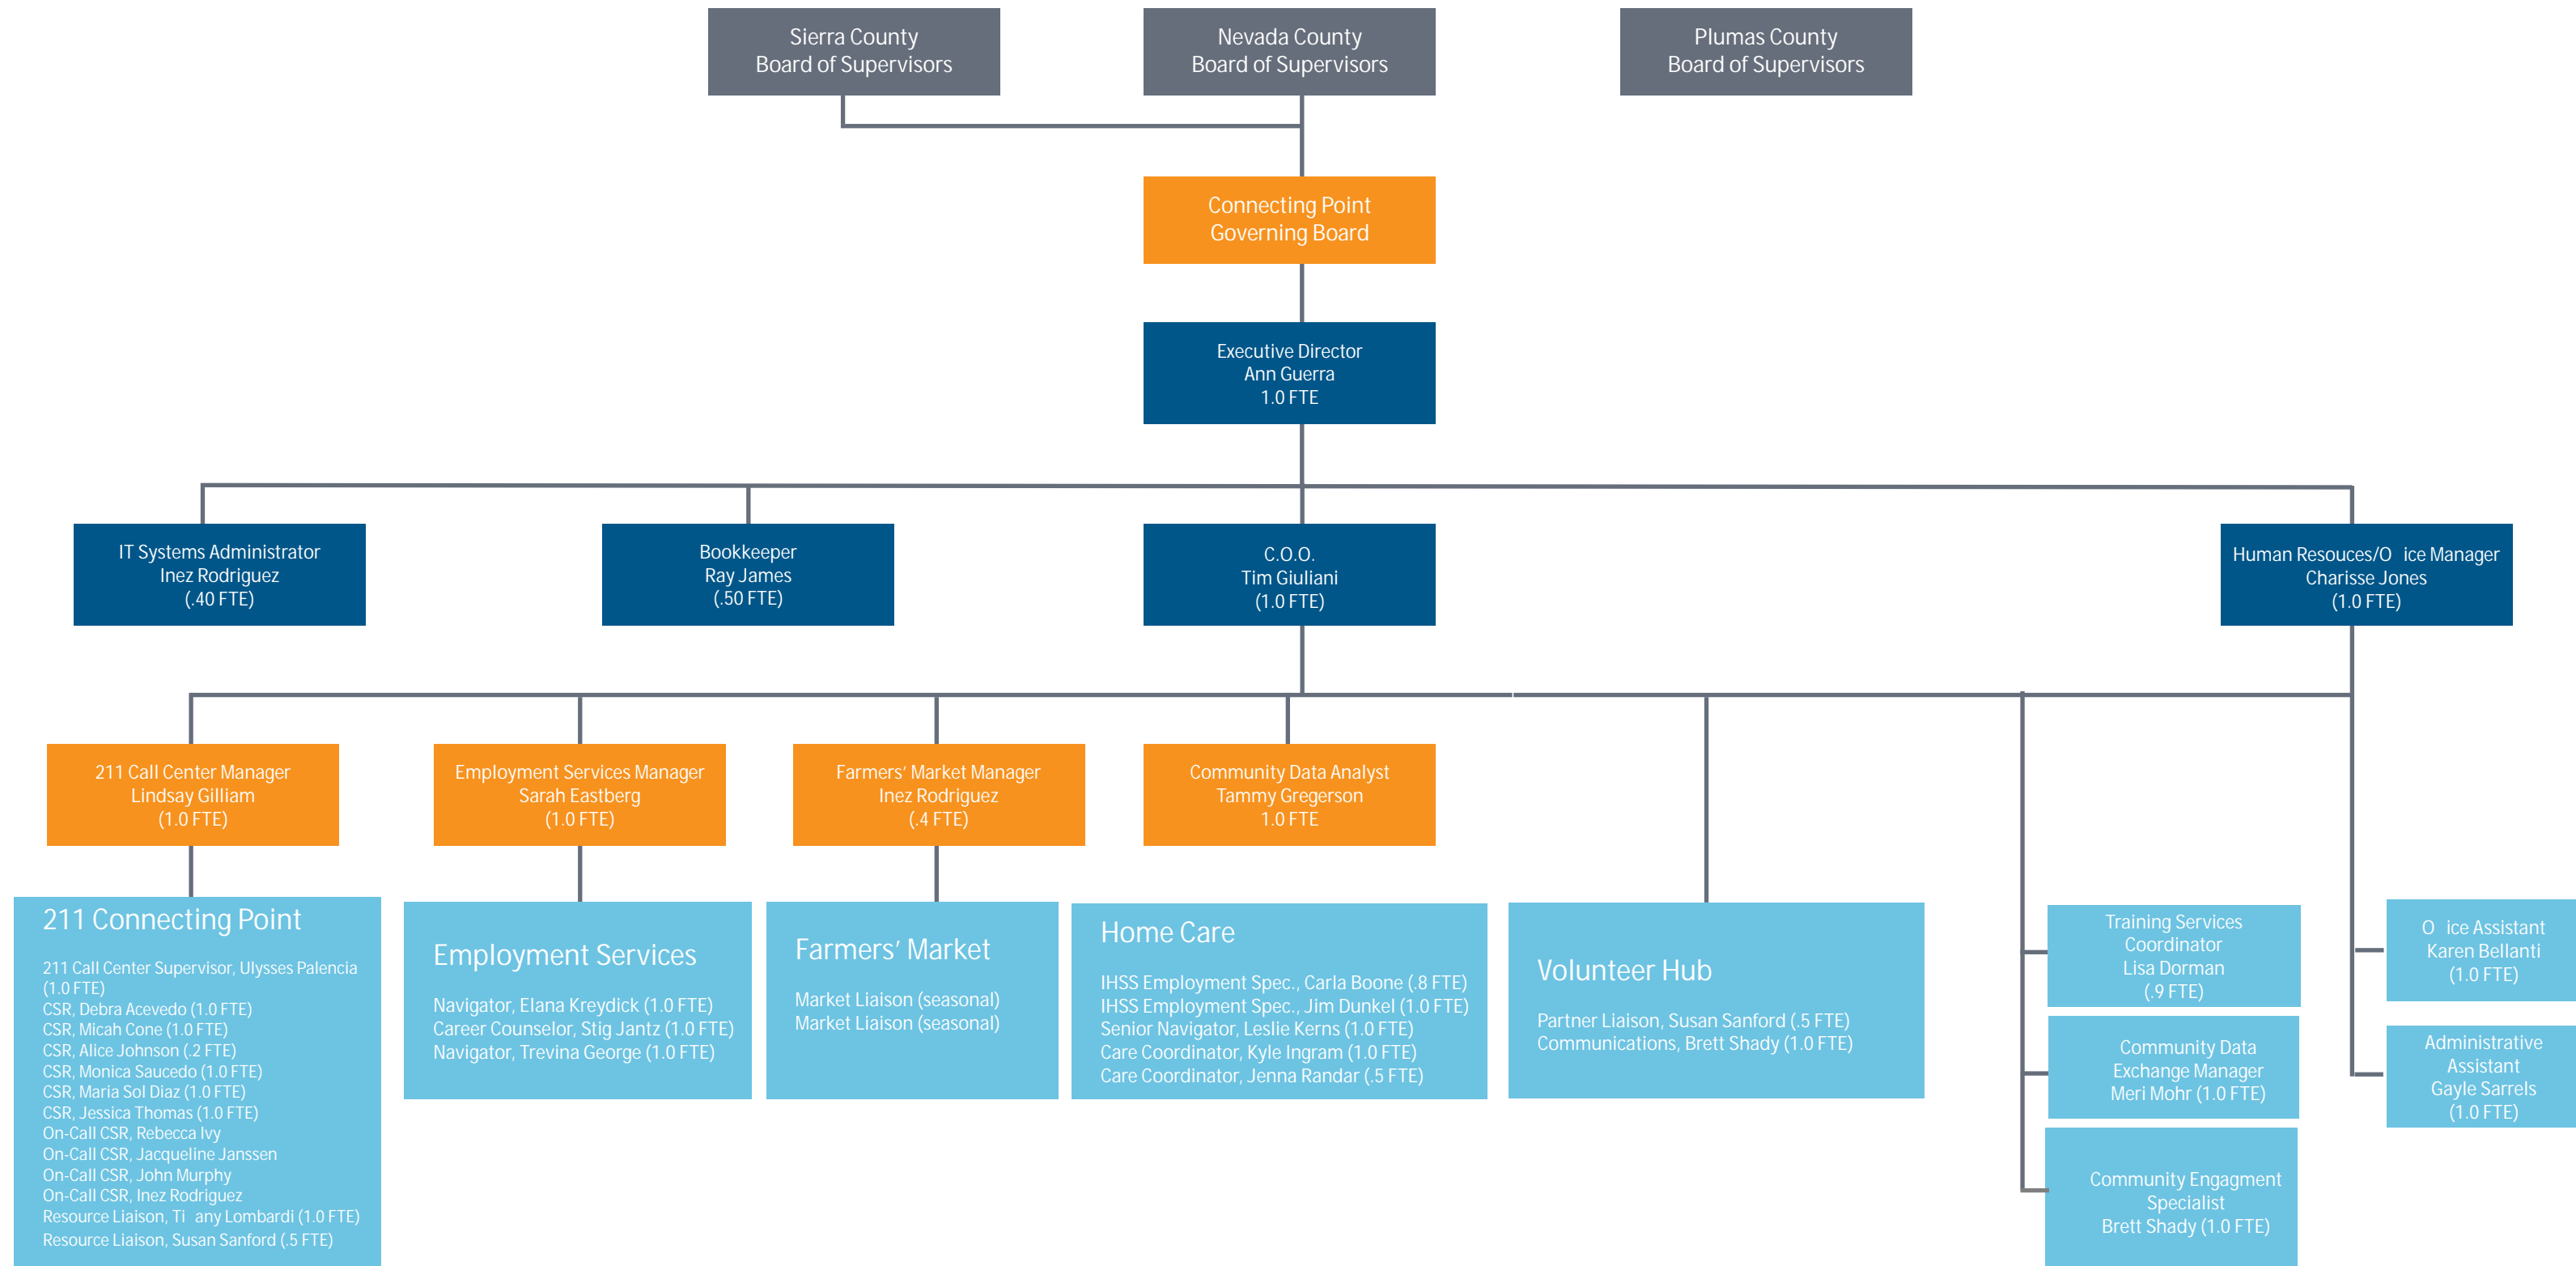 Sierra County
Board of Supervisors
Nevada County
Board of Supervisors
Plumas County
Board of Supervisors
Connecting Point
Governing Board
Executive Director
Ann Guerra
1.0 FTE
IT Systems Administrator
Inez Rodriguez
(.40 FTE)
Bookkeeper
Ray James
(.50 FTE)
C.O.O.
Tim Giuliani
(1.0 FTE)
Human Resouces/O ice Manager
Charisse Jones
(1.0 FTE)
211 Call Center Manager
Lindsay Gilliam
(1.0 FTE)
Employment Services Manager
Sarah Eastberg
(1.0 FTE)
Farmers’ Market Manager
Inez Rodriguez
(.4 FTE)
Community Data Analyst
Tammy Gregerson
1.0 FTE
211 Connecting Point
211 Call Center Supervisor, Ulysses Palencia
(1.0 FTE)
CSR, Debra Acevedo (1.0 FTE)
CSR, Micah Cone (1.0 FTE)
CSR, Alice Johnson (.2 FTE)
CSR, Monica Saucedo (1.0 FTE)
CSR, Maria Sol Diaz (1.0 FTE)
CSR, Jessica Thomas (1.0 FTE)
On-Call CSR, Rebecca Ivy
On-Call CSR, Jacqueline Janssen
On-Call CSR, John Murphy
On-Call CSR, Inez Rodriguez
Resource Liaison, Ti any Lombardi (1.0 FTE)
Resource Liaison, Susan Sanford (.5 FTE)
Employment Services
Navigator, Elana Kreydick (1.0 FTE)
Career Counselor, Stig Jantz (1.0 FTE)
Navigator, Trevina George (1.0 FTE)
Farmers’ Market
Market Liaison (seasonal)
Market Liaison (seasonal)
Home Care
IHSS Employment Spec., Carla Boone (.8 FTE)
IHSS Employment Spec., Jim Dunkel (1.0 FTE)
Senior Navigator, Leslie Kerns (1.0 FTE)
Care Coordinator, Kyle Ingram (1.0 FTE)
Care Coordinator, Jenna Randar (.5 FTE)
Volunteer Hub
Partner Liaison, Susan Sanford (.5 FTE)
Communications, Brett Shady (1.0 FTE)
Training Services
Coordinator
Lisa Dorman
(.9 FTE)
Community Data
Exchange Manager
Meri Mohr (1.0 FTE)
Community Engagment
Specialist
Brett Shady (1.0 FTE)
O ice Assistant
Karen Bellanti
(1.0 FTE)
Administrative
Assistant
Gayle Sarrels
(1.0 FTE)